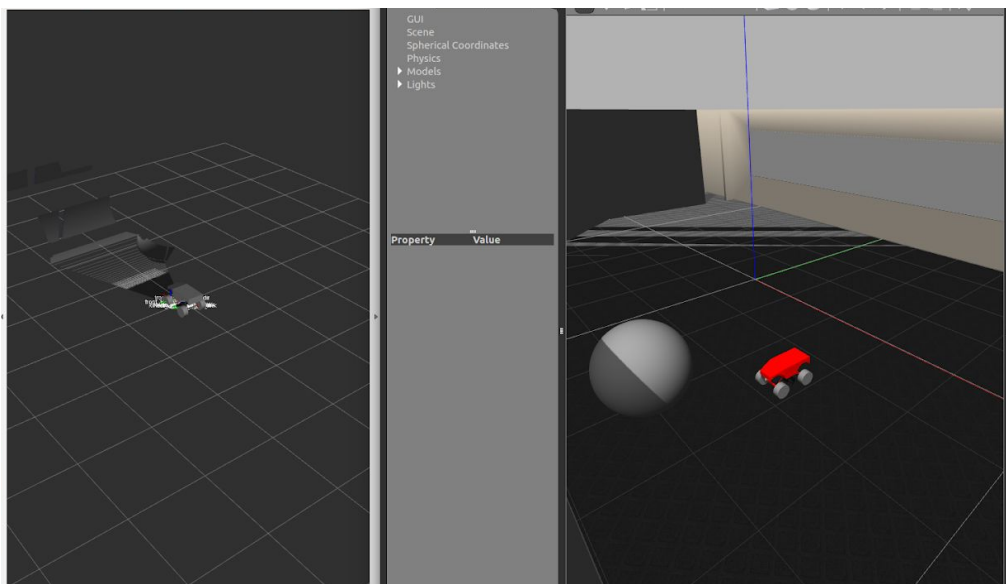 GUI
Scene
Spherical Coordinates
Physics
Models
Lights
Property Value